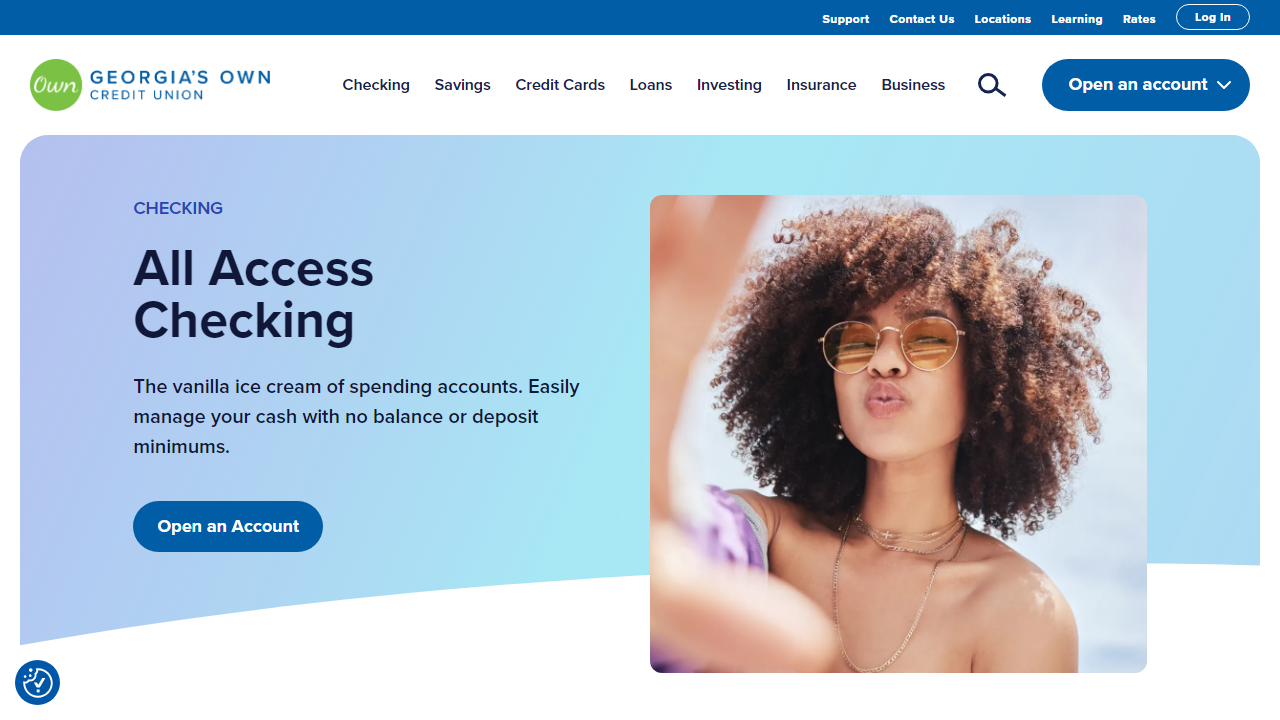 Support Contact Us Locations Learning Rates Log In
Own GEORGIA'S OWN
CREDIT UNION
Checking Savings Credit Cards Loans Investing Insurance Business Open an account
CHECKING
All Access
Checking
The vanilla ice cream of spending accounts. Easily
manage your cash with no balance or deposit
minimums.
Open an Account